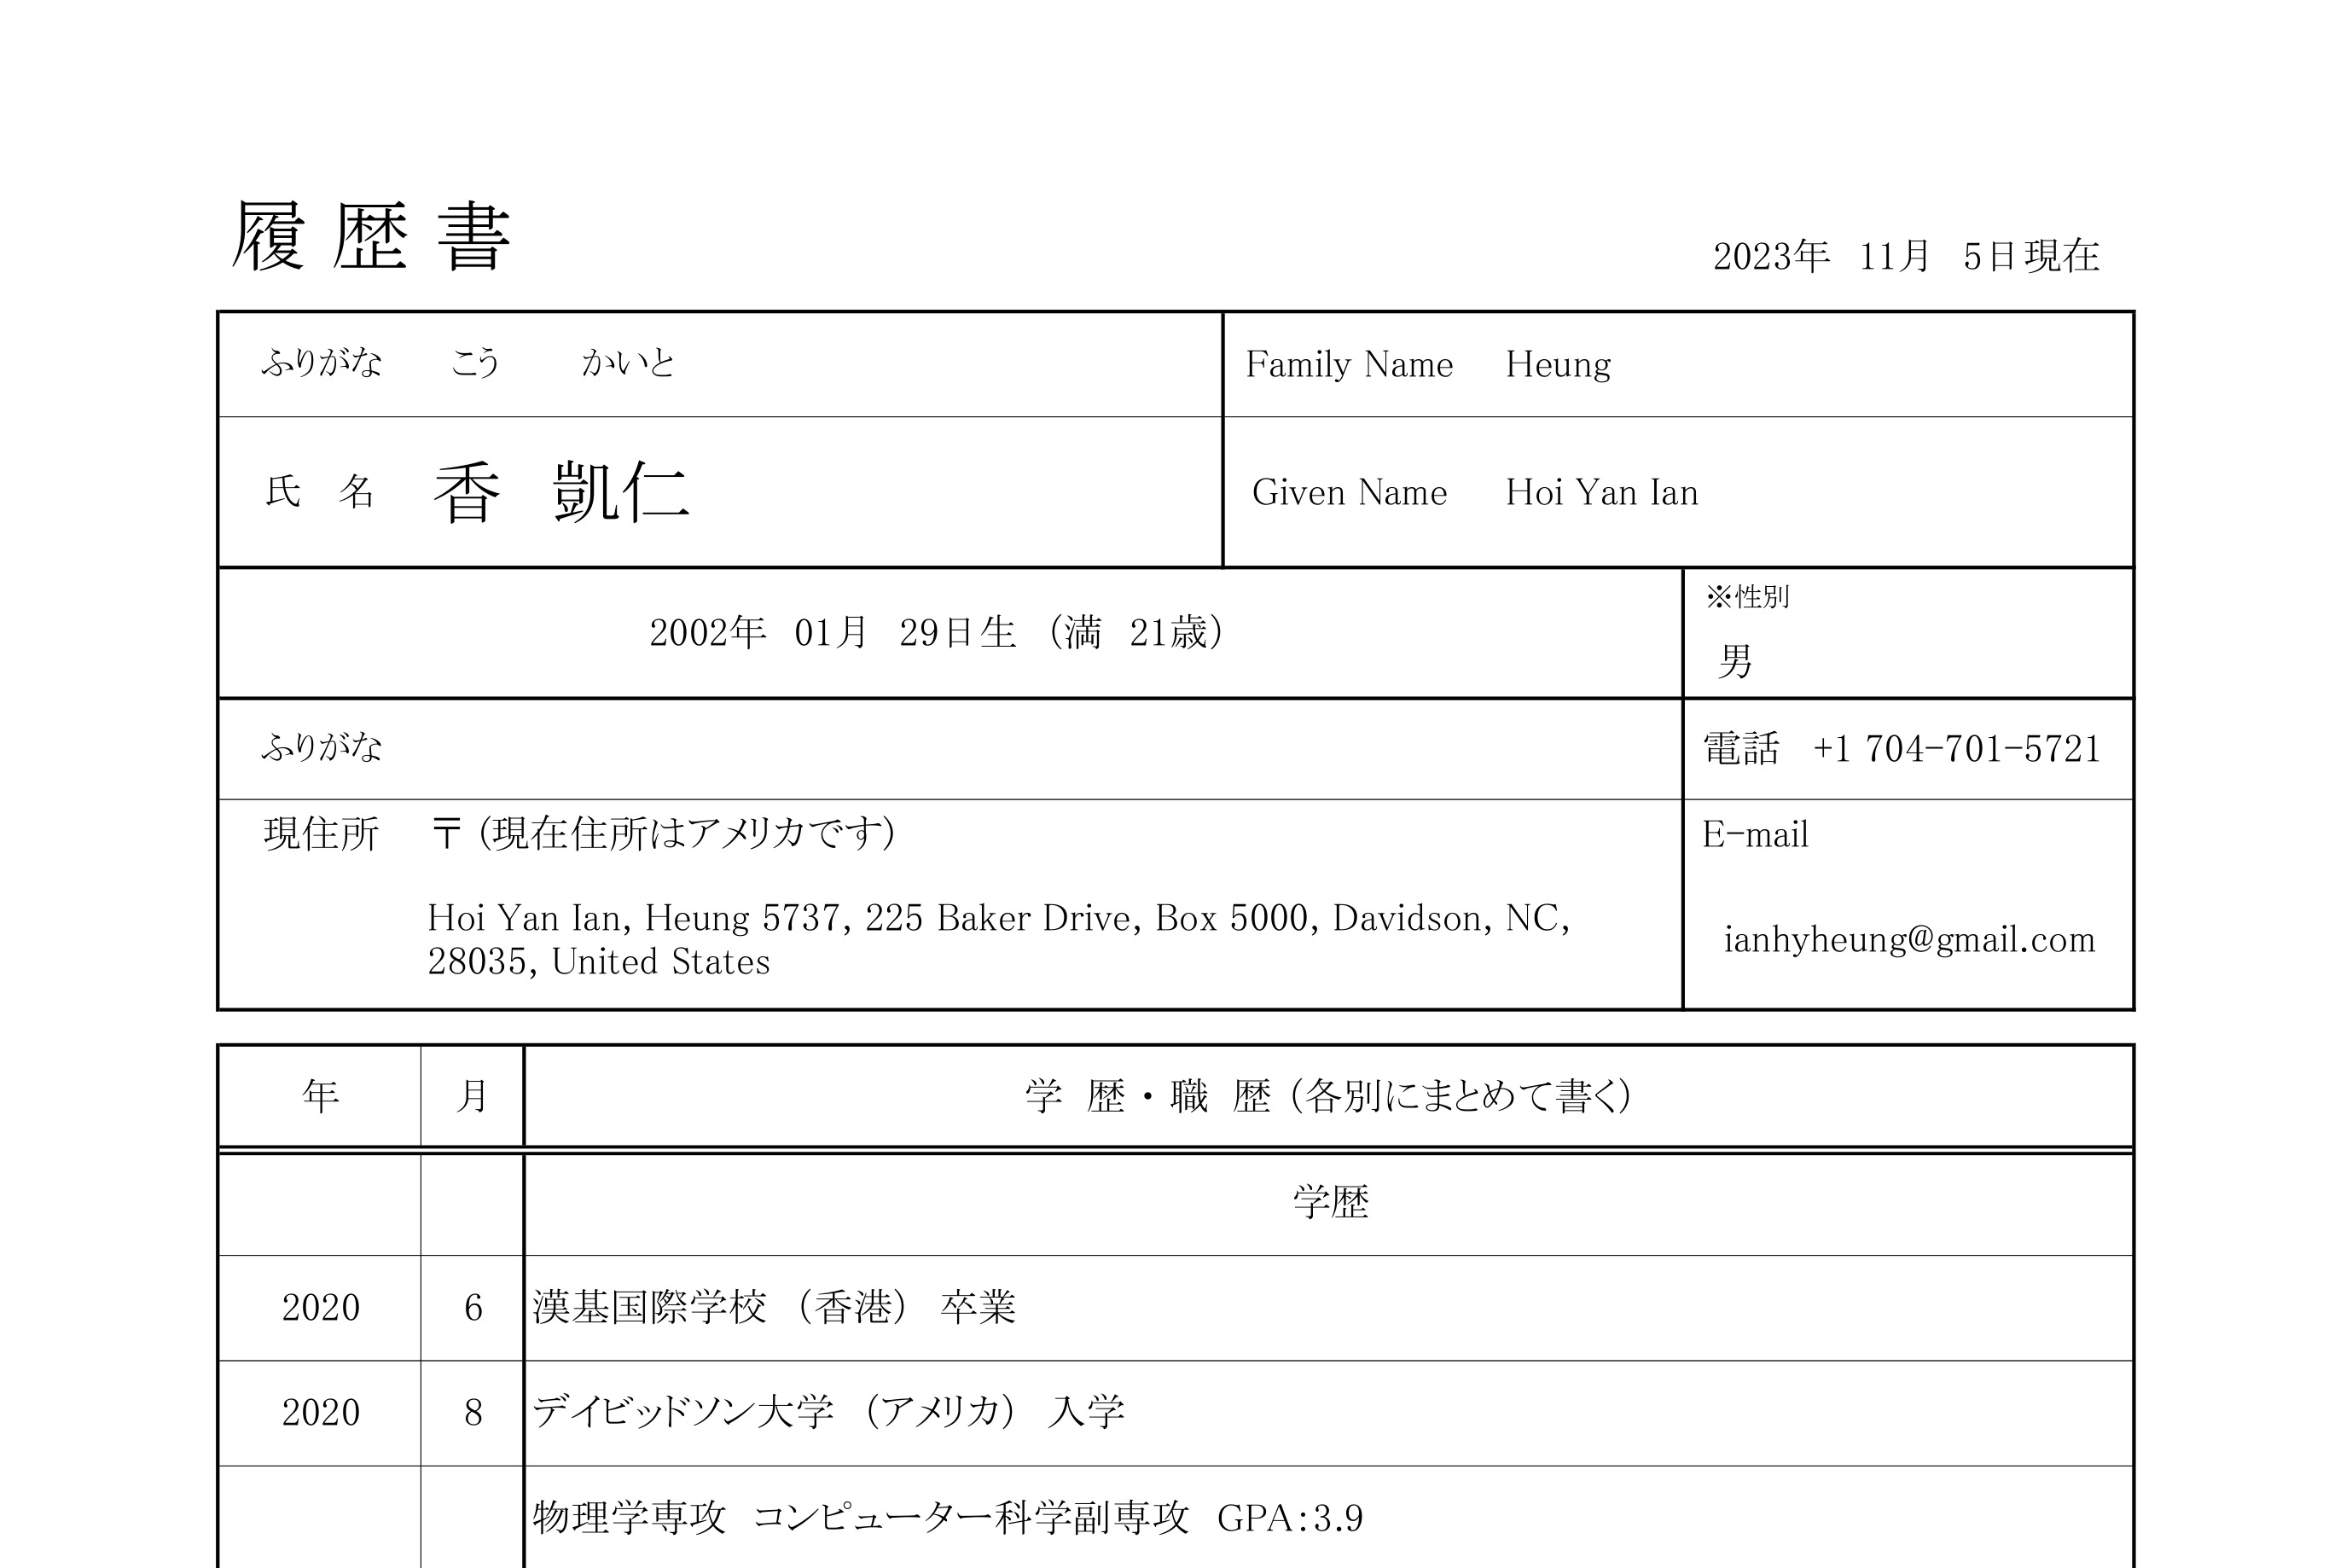 履歴書
2023年 11月 5日現在
ふりがな こう かいと
Family Name Heung
氏 名 香 凱仁
Given Name Hoi Yan Ian
2002年 01月 29日生 (満 21歳)
※性別
男
ふりがな
電話 +1 704-701-5721
現住所 〒(現在住所はアメリカです)
E-mail
Hoi Yan Ian, Heung 5737, 225 Baker Drive, Box 5000, Davidson, NC,
28035, United States
ianhyheung@gmail.com
年 月 学 歴・職 歴 (各別にまとめて書く)
学歴
2020 6 漢基国際学校 (香港) 卒業
2020 8 デイビッドソン大学 (アメリカ) 入学
物理学専攻 コンピューター科学副専攻 GPA:3.9